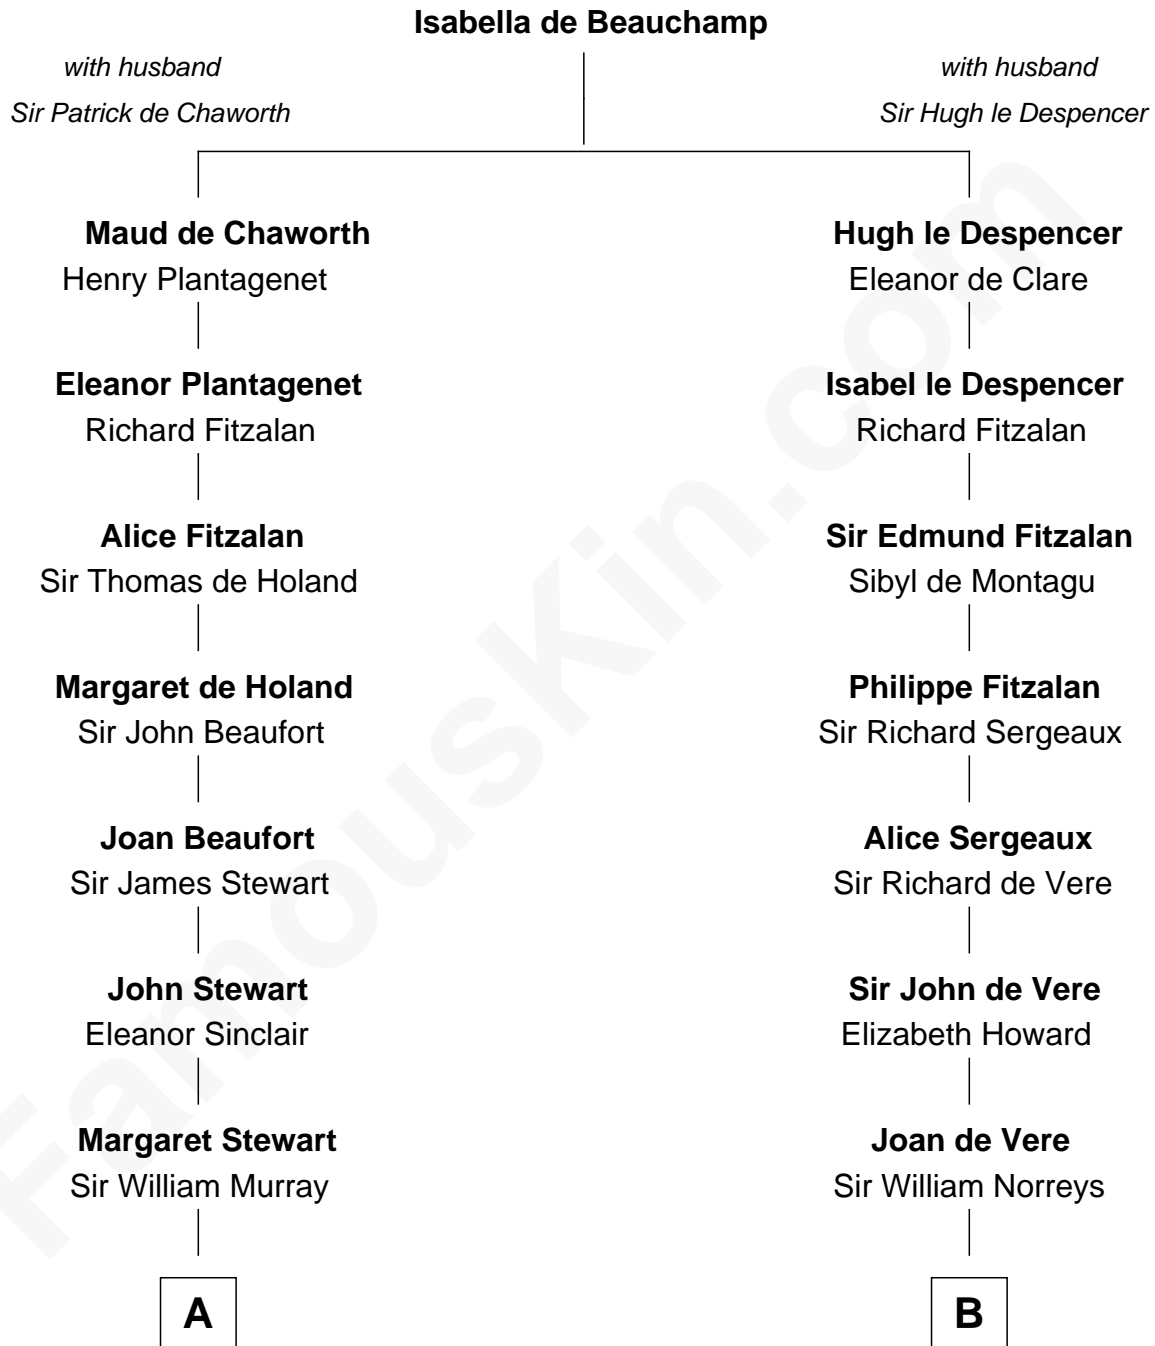 Isabella de Beauchamp
with husband
Sir Patrick de Chaworth
with husband
Sir Hugh le Despencer
Maud de Chaworth
Henry Plantagenet
Hugh le Despencer
Eleanor de Clare
Eleanor Plantagenet
Richard Fitzalan
Isabel le Despencer
Richard Fitzalan
Alice Fitzalan
Sir Thomas de Holand
Sir Edmund Fitzalan
Sibyl de Montagu
Margaret de Holand
Sir John Beaufort
Philippe Fitzalan
Sir Richard Sergeaux
Joan Beaufort
Sir James Stewart
Alice Sergeaux
Sir Richard de Vere
John Stewart
Eleanor Sinclair
Sir John de Vere
Elizabeth Howard
Margaret Stewart
Sir William Murray
Joan de Vere
Sir William Norreys
A
B
FamousKin.com